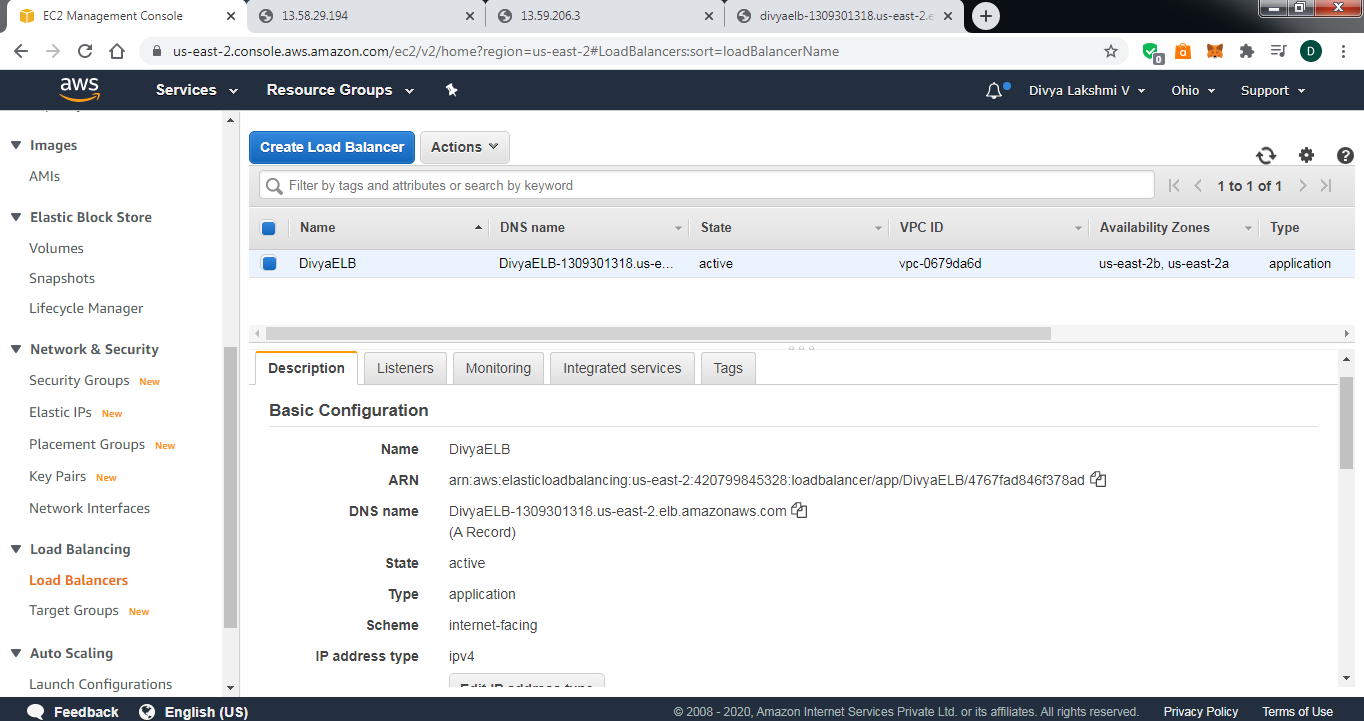 EC2 Management Console
13.58.29.194
13.59.206.3
divyaelb-1309301318.us-east-2.e
us-east-2.console.aws.amazon.com/ec2/v2/home?region=us-east-2#LoadBalancers:sort=loadBalancerName
0
a
D
aws Services Resource Groups Divya Lakshmi V Ohio Support
Images
AMIs
Elastic Block Store
Volumes
Snapshots
Lifecycle Manager
Network & Security
Security Groups New
Elastic IPs New
Placement Groups New
Key Pairs New
Network Interfaces
Load Balancing
Load Balancers
Target Groups New
Auto Scaling
Launch Configurations
Create Load Balancer Actions
Filter by tags and attributes or search by keyword
1 to 1 of 1
Name DNS name State VPC ID Availability Zones Type
DivyaELB DivyaELB-1309301318.us-e... active vpc-0679da6d us-east-2b, us-east-2a application
Description Listeners Monitoring Integrated services Tags
Basic Configuration
Name DivyaELB
ARN arn:aws:elasticloadbalancing:us-east-2:420799845328:loadbalancer/app/DivyaELB/4767fad846f378ad
DNS name DivyaELB-1309301318.us-east-2.elb.amazonaws.com
(A Record)
State active
Type application
Scheme internet-facing
IP address type ipv4
Edit IP address type
Feedback English (US) © 2008 - 2020, Amazon Internet Services Private Ltd. or its affiliates. All rights reserved. Privacy Policy Terms of Use